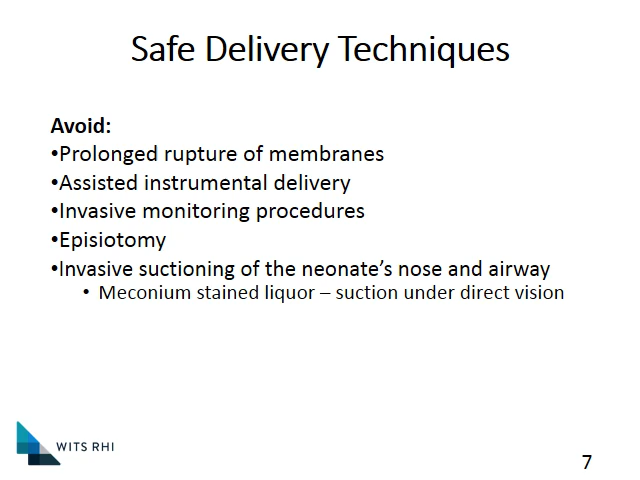 Safe Delivery Techniques
Avoid:
•Prolonged rupture of membranes
•Assisted instrumental delivery
•Invasive monitoring procedures
•Episiotomy
•Invasive suctioning of the neonate’s nose and airway
• Meconium stained liquor – suction under direct vision
WITS RHI
7